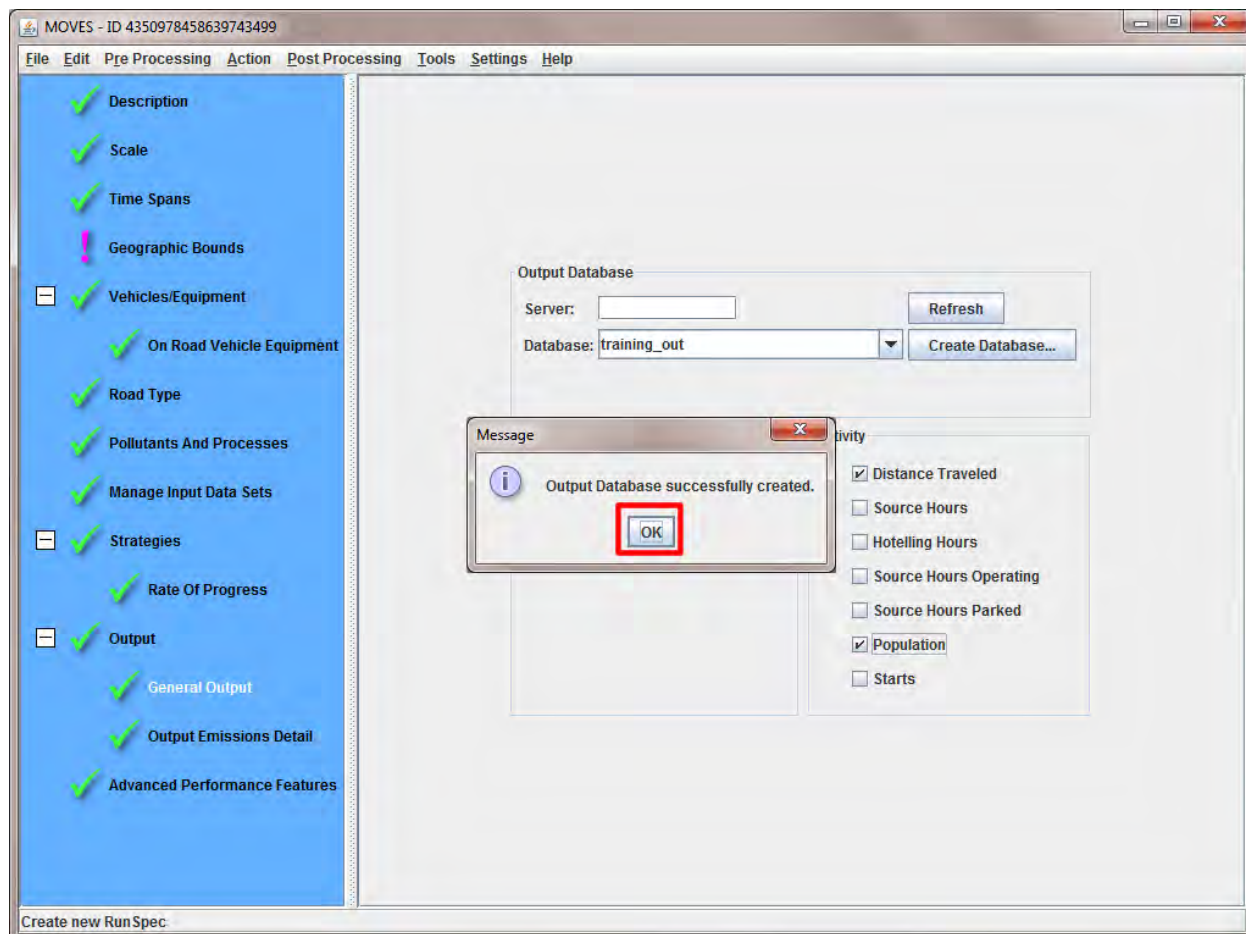 MOVES - ID 4350978458639743499
File Edit Pre Processing Action Post Processing Tools Settings Help
Description
Scale
Time Spans
Geographic Bounds
Vehicles/Equipment
On Road Vehicle Equipment
Road Type
Pollutants And Processes
Manage Input Data Sets
Strategies
Rate Of Progress
Output
General Output
Output Emissions Detail
Advanced Performance Features
Output Database
Server:
Refresh
Database: training_out
Create Database...
Message
Output Database successfully created.
OK
tivity
Distance Traveled
Source Hours
Hotelling Hours
Source Hours Operating
Source Hours Parked
Population
Starts
Create new RunSpec